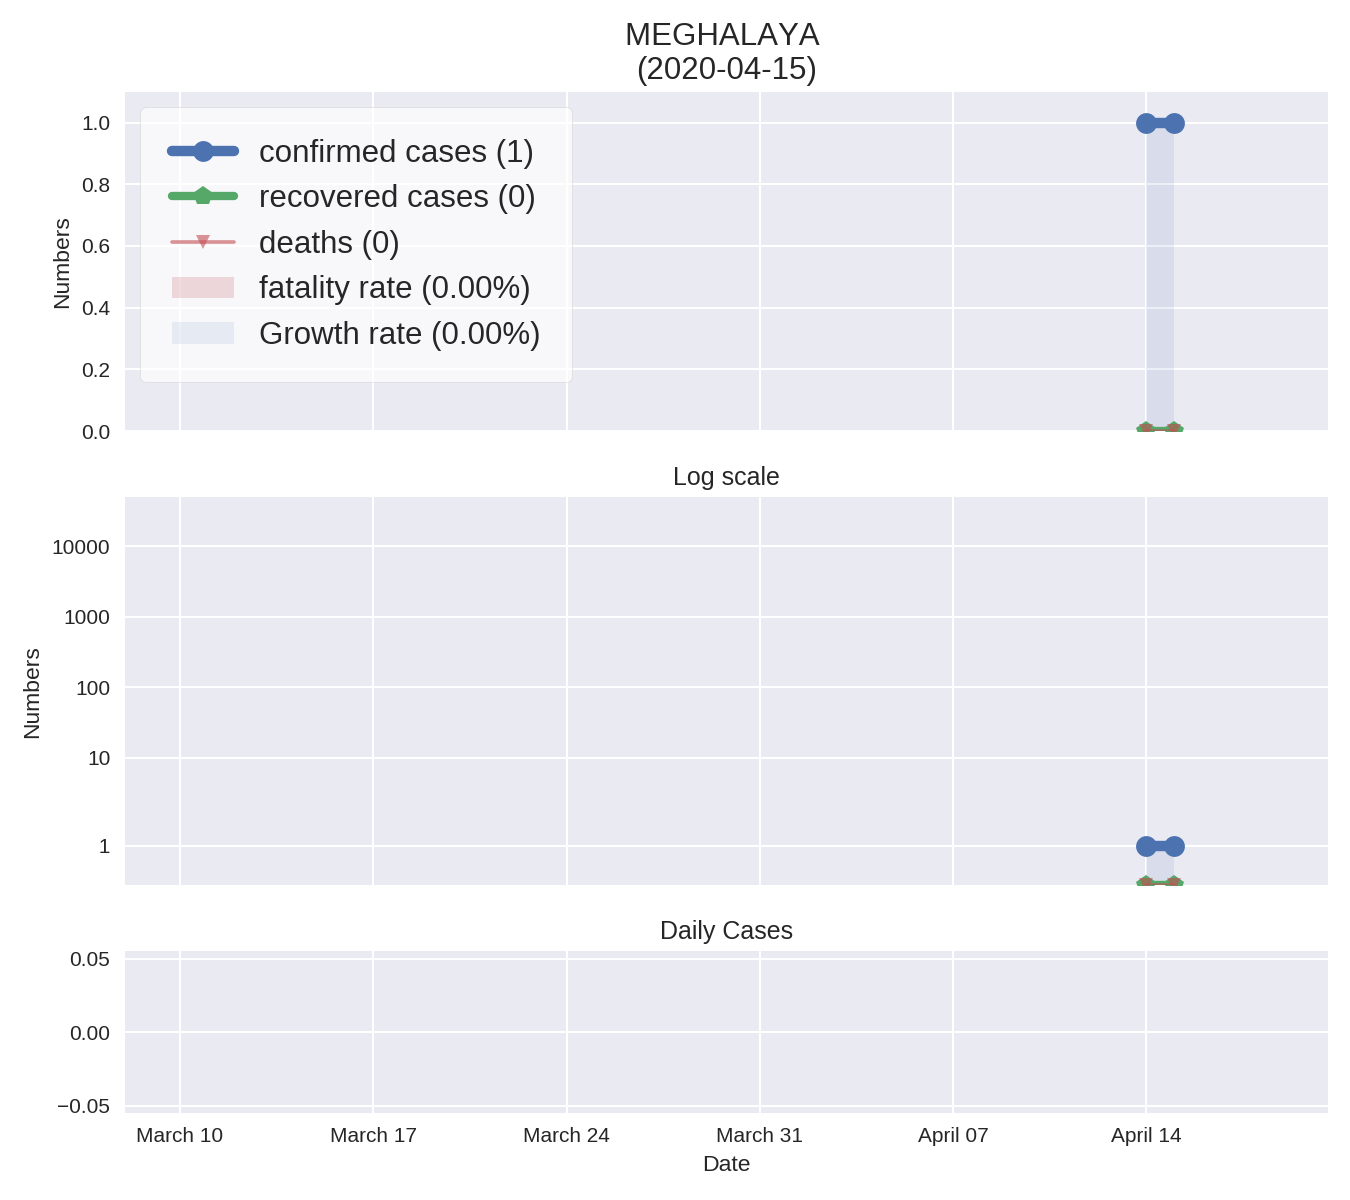 MEGHALAYA
(2020-04-15)
1.0
0.8
0.6
0.4
0.2
0.0
Numbers
confirmed cases (1)
recovered cases (0)
deaths (0)
fatality rate (0.00%)
Growth rate (0.00%)
Log scale
10000
1000
100
10
1
Numbers
Daily Cases
0.05
0.00
−0.05
March 10 March 17 March 24 March 31 April 07 April 14
Date